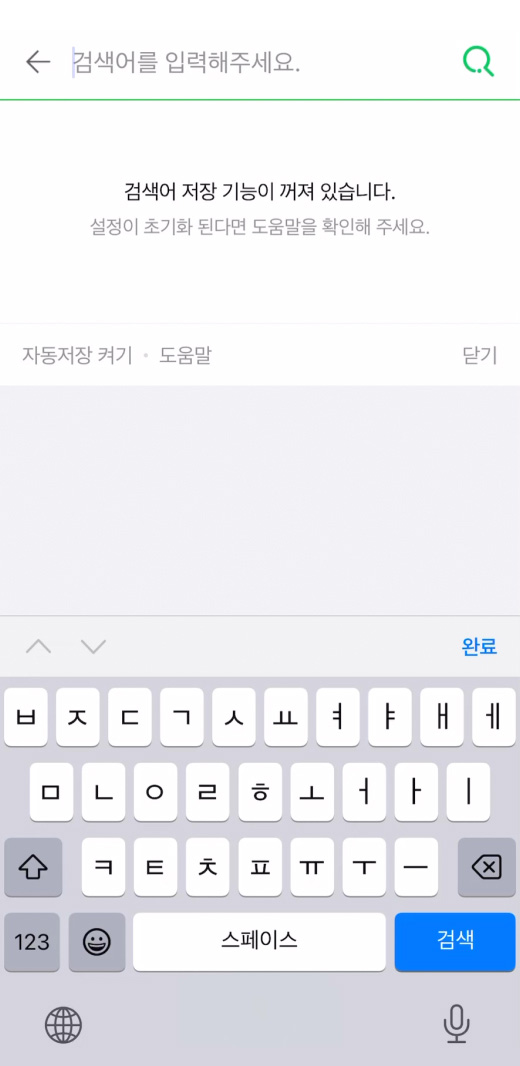 검색어를 입력해주세요.
검색어 저장 기능이 꺼져 있습니다.
설정이 초기화 된다면 도움말을 확인해 주세요.
자동저장 켜기 · 도움말 닫기
완료
ㅂ ㅈ ㄷ ㄱ ㅅ ㅛ ㅕ ㅑ ㅐ ㅔ
ㅁ ㄴ ㅇ ㄹ ㅎ ㅗ ㅓ ㅏ ㅣ
ㅋ ㅌ ㅊ ㅍ ㅠ ㅜ ㅡ
123 스페이스 검색